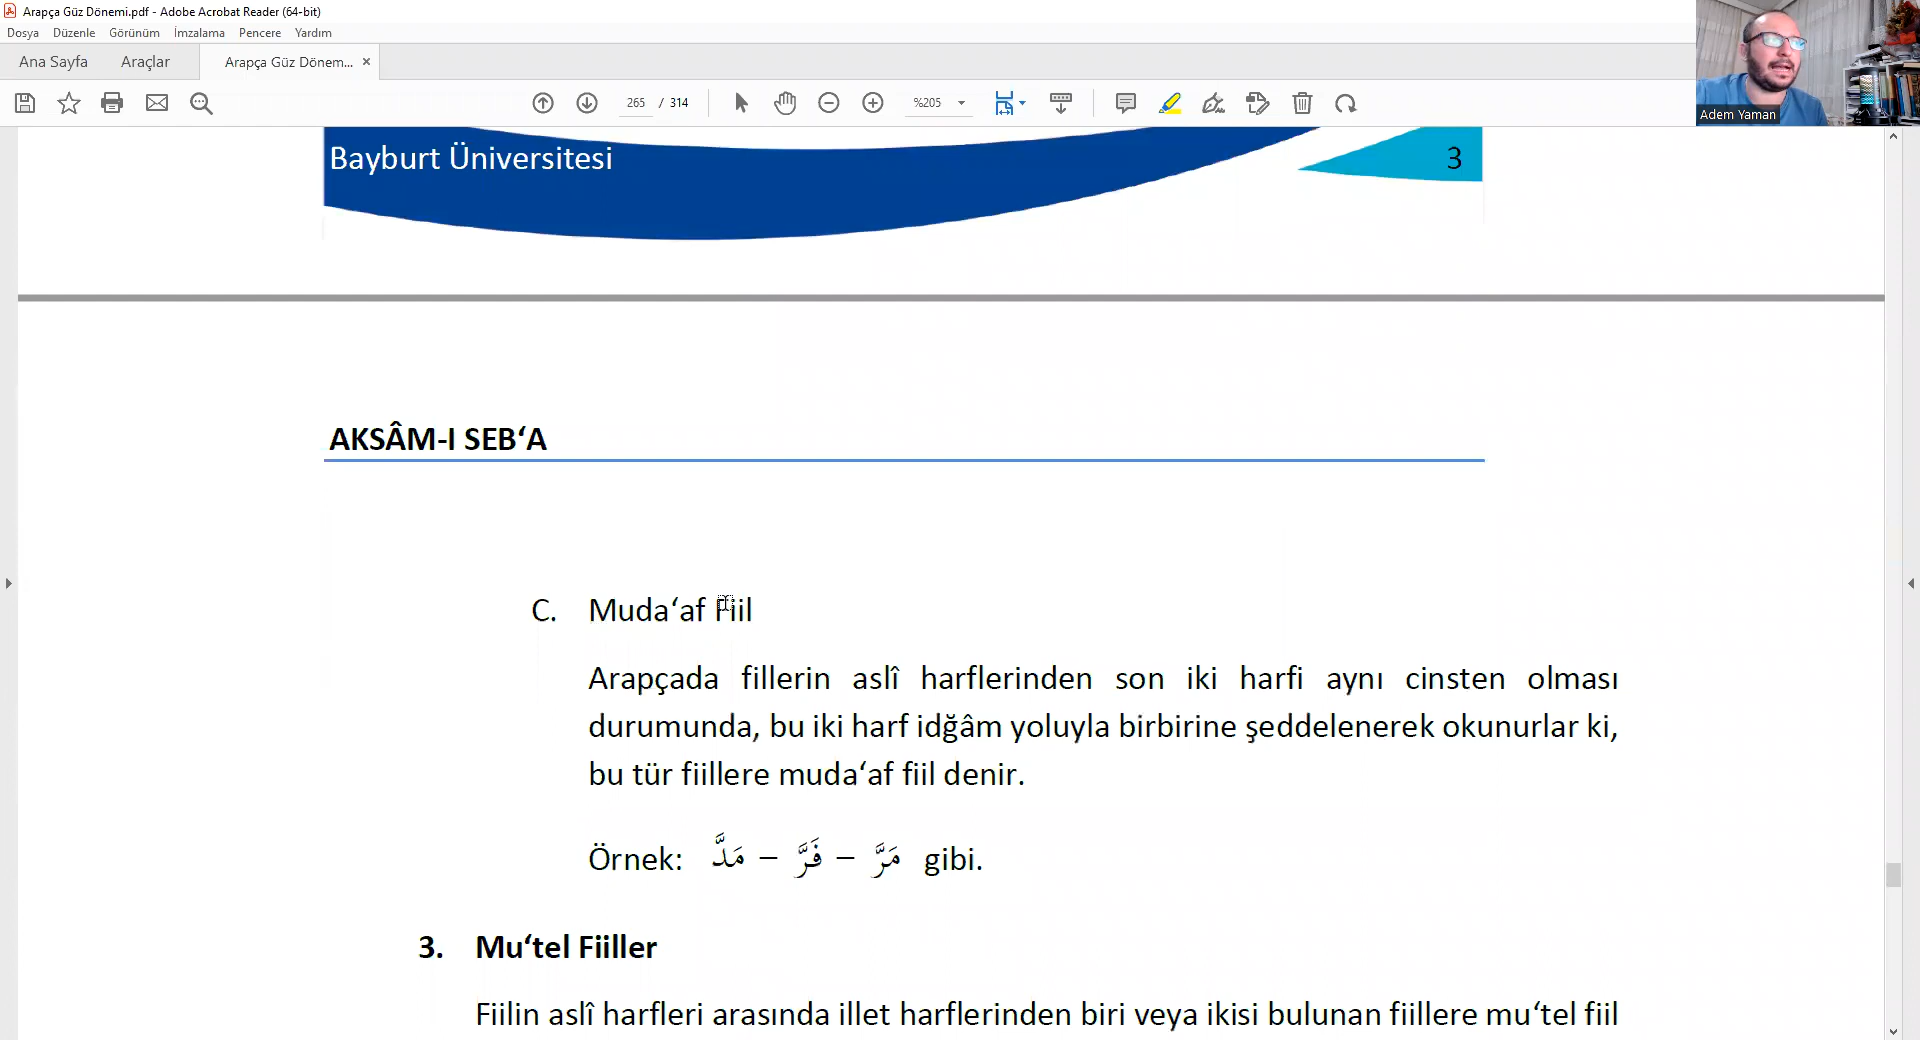 Arapça Güz Dönemi.pdf - Adobe Acrobat Reader (64-bit)
Dosya Düzenle Görünüm İmzalama Pencere Yardım
Ana Sayfa Araçlar Arapça Güz Dönem... ×
265 / 314 %205
Adem Yaman
Bayburt Üniversitesi 3
AKSÂM-I SEB‘A
C. Muda‘af Fiil
Arapçada fillerin aslî harflerinden son iki harfi aynı cinsten olması
durumunda, bu iki harf idğâm yoluyla birbirine şeddelenerek okunurlar ki,
bu tür fiillere muda‘af fiil denir.
Örnek: مَرَّ – فَرَّ – مَدَّ gibi.
3. Mu‘tel Fiiller
Fiilin aslî harfleri arasında illet harflerinden biri veya ikisi bulunan fiillere mu‘tel fiil